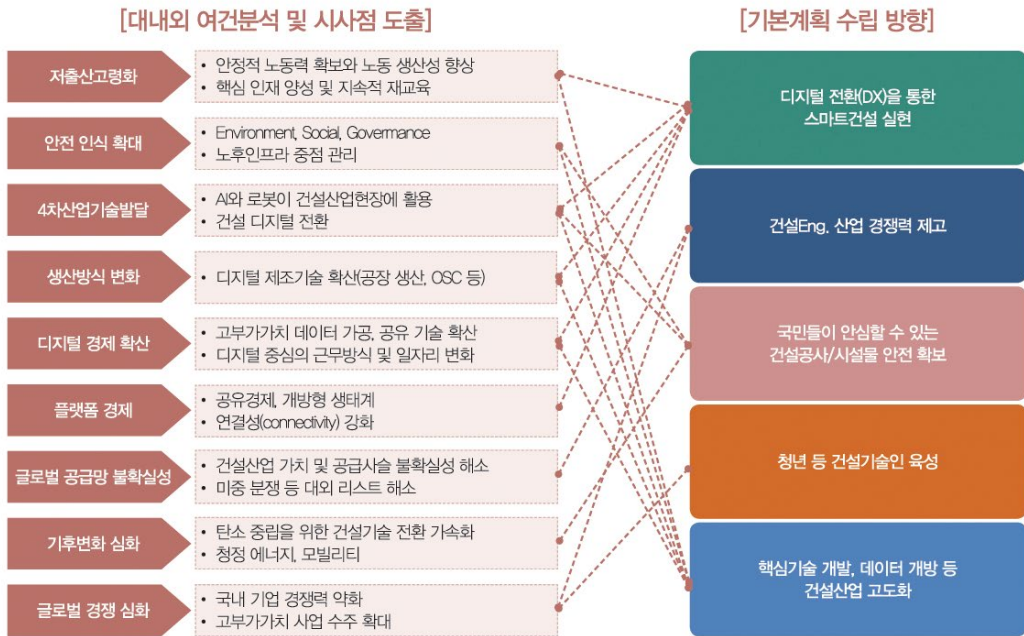 [대내외 여건분석 및 시사점 도출]
[기본계획 수립 방향]
저출산고령화
• 안정적 노동력 확보와 노동 생산성 향상
• 핵심 인재 양성 및 지속적 재교육
안전 인식 확대
• Environment, Social, Govermance
• 노후인프라 중점 관리
4차산업기술발달
• AI와 로봇이 건설산업현장에 활용
• 건설 디지털 전환
생산방식 변화
• 디지털 제조기술 확산(공장 생산, OSC 등)
디지털 경제 확산
• 고부가가치 데이터 가공, 공유 기술 확산
• 디지털 중심의 근무방식 및 일자리 변화
플랫폼 경제
• 공유경제, 개방형 생태계
• 연결성(connectivity) 강화
글로벌 공급망 불확실성
• 건설산업 가치 및 공급사슬 불확실성 해소
• 미중 분쟁 등 대외 리스트 해소
기후변화 심화
• 탄소 중립을 위한 건설기술 전환 가속화
• 청정 에너지, 모빌리티
글로벌 경쟁 심화
• 국내 기업 경쟁력 약화
• 고부가가치 사업 수주 확대
디지털 전환(DX)을 통한
스마트건설 실현
건설Eng. 산업 경쟁력 제고
국민들이 안심할 수 있는
건설공사/시설물 안전 확보
청년 등 건설기술인 육성
핵심기술 개발, 데이터 개방 등
건설산업 고도화